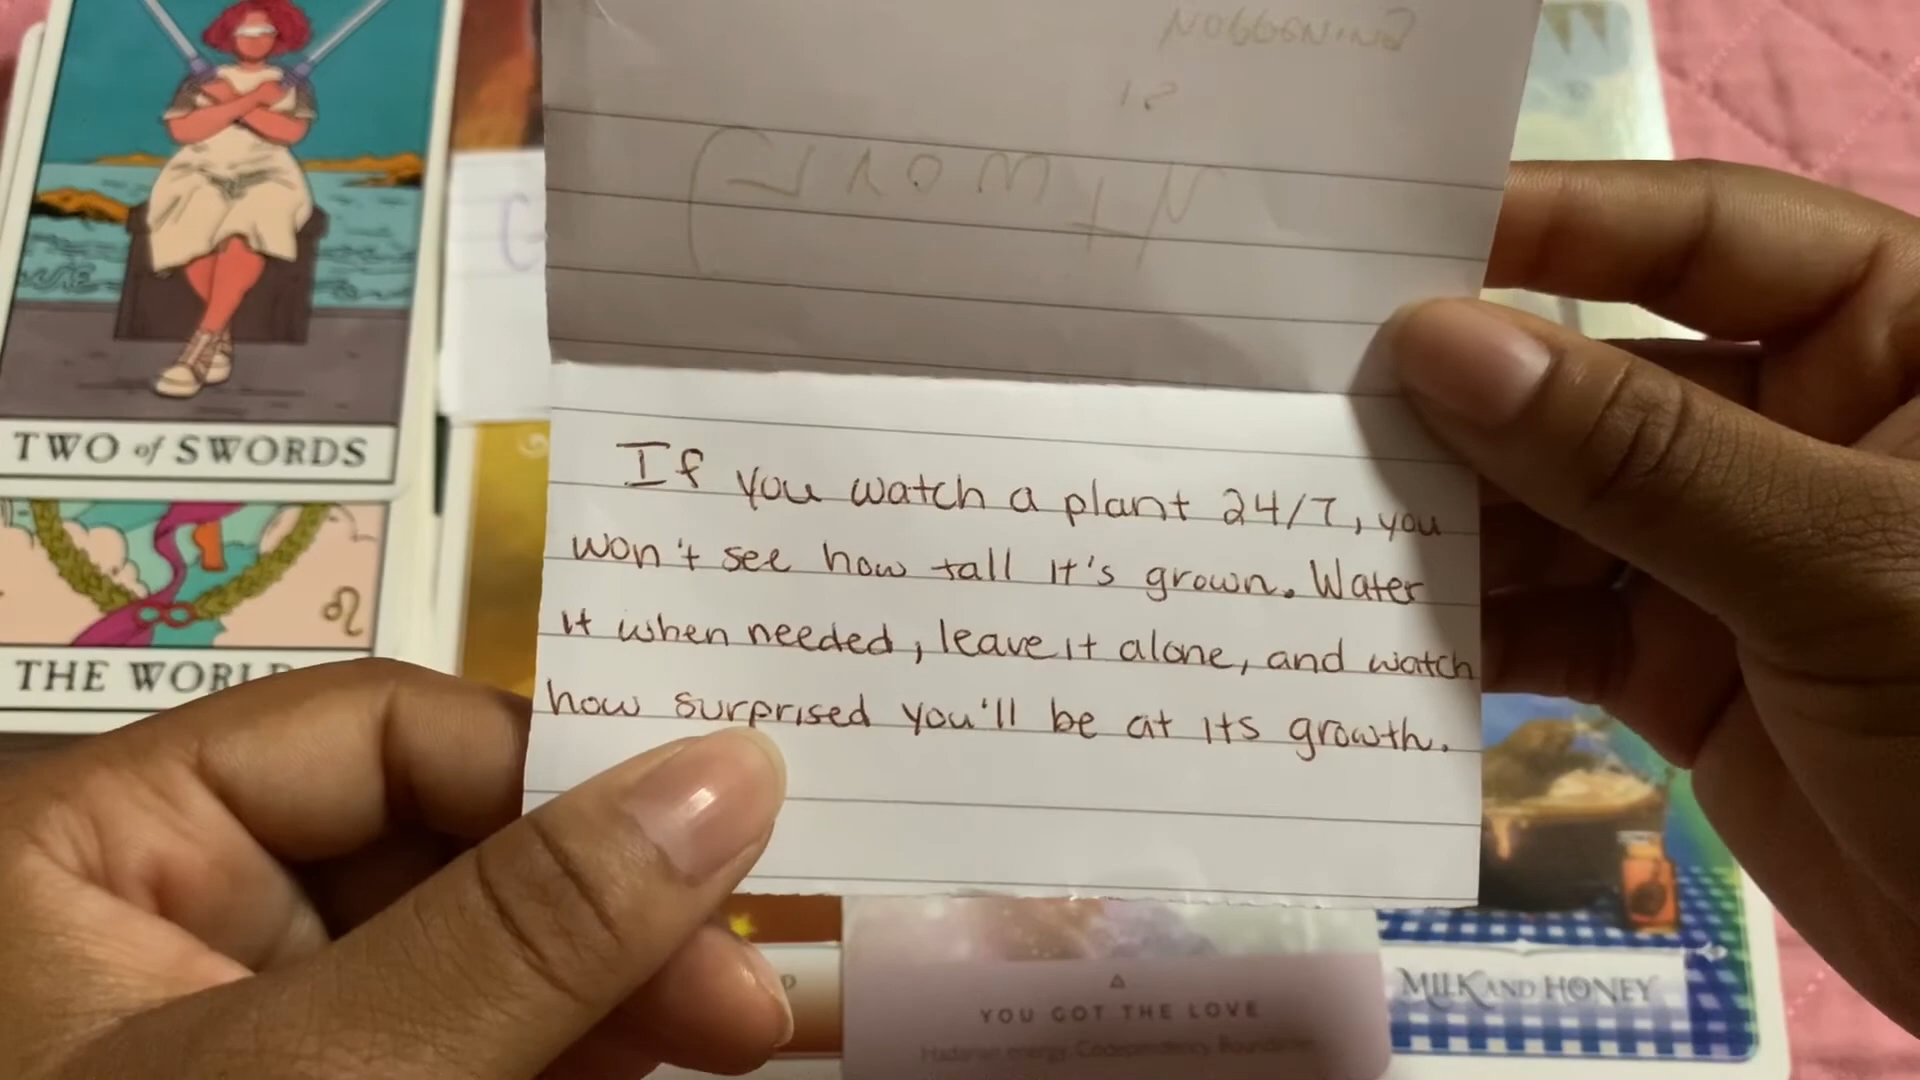 TWO of SWORDS
THE WORLD
If you watch a plant 24/7, you
won't see how tall it's grown. Water
it when needed, leave it alone, and watch
how surprised you'll be at its growth.
YOU GOT THE LOVE
MILK AND HONEY